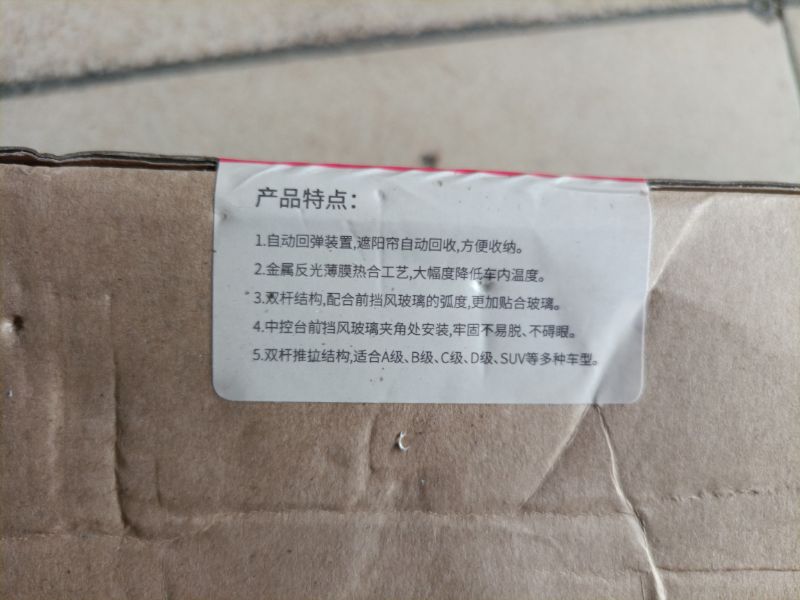 产品特点：
1.自动回弹装置,遮阳帘自动回收,方便收纳。
2.金属反光薄膜热合工艺,大幅度降低车内温度。
3.双杆结构,配合前挡风玻璃的弧度,更加贴合玻璃。
4.中控台前挡风玻璃夹角处安装,牢固不易脱、不碍眼。
5.双杆推拉结构,适合A级、B级、C级、D级、SUV等多种车型。